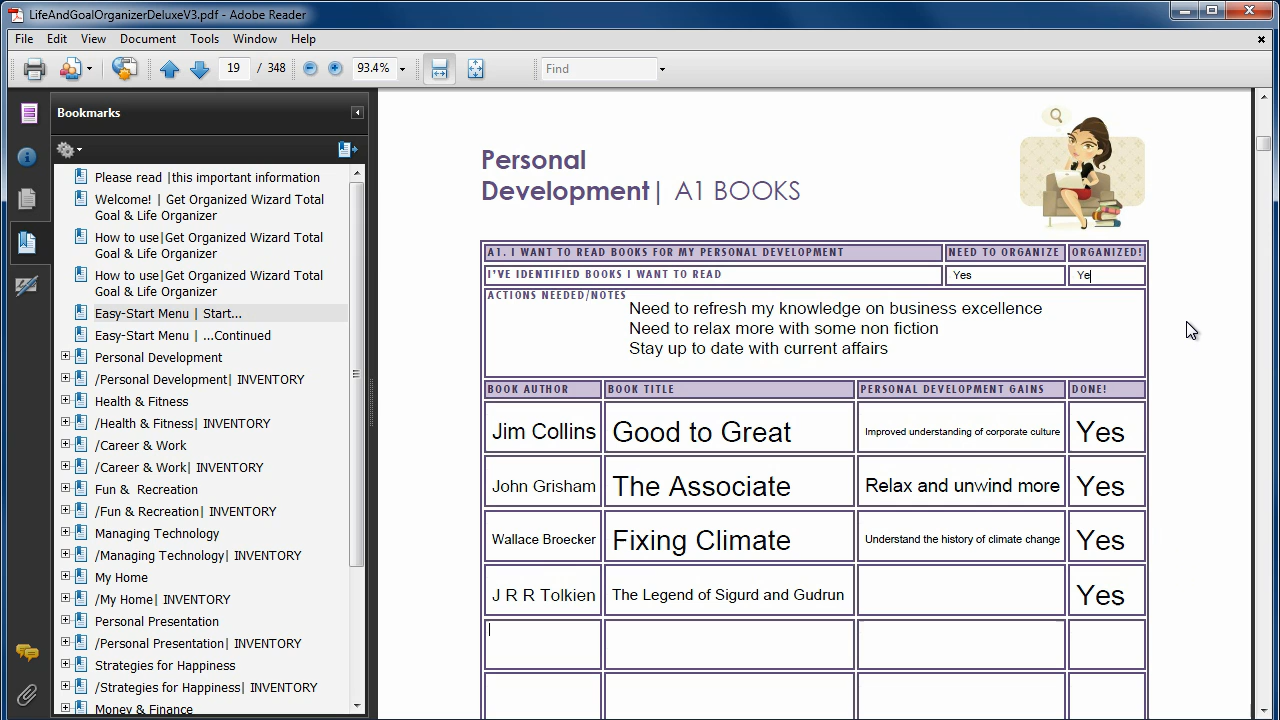 LifeAndGoalOrganizerDeluxeV3.pdf - Adobe Reader
File Edit View Document Tools Window Help
19 / 348 93.4% Find
Bookmarks
Please read |this important information
Welcome! | Get Organized Wizard Total
Goal & Life Organizer
How to use|Get Organized Wizard Total
Goal & Life Organizer
How to use|Get Organized Wizard Total
Goal & Life Organizer
Easy-Start Menu | Start...
Easy-Start Menu | ...Continued
Personal Development
/Personal Development| INVENTORY
Health & Fitness
/Health & Fitness| INVENTORY
/Career & Work
/Career & Work| INVENTORY
Fun & Recreation
/Fun & Recreation| INVENTORY
Managing Technology
/Managing Technology| INVENTORY
My Home
/My Home| INVENTORY
Personal Presentation
/Personal Presentation| INVENTORY
Strategies for Happiness
/Strategies for Happiness| INVENTORY
Money & Finance
Personal
Development| A1 BOOKS
A1. I WANT TO READ BOOKS FOR MY PERSONAL DEVELOPMENT NEED TO ORGANIZE ORGANIZED!
I'VE IDENTIFIED BOOKS I WANT TO READ Yes Ye
ACTIONS NEEDED/NOTES
Need to refresh my knowledge on business excellence
Need to relax more with some non fiction
Stay up to date with current affairs
BOOK AUTHOR BOOK TITLE PERSONAL DEVELOPMENT GAINS DONE!
Jim Collins Good to Great Improved understanding of corporate culture Yes
John Grisham The Associate Relax and unwind more Yes
Wallace Broecker Fixing Climate Understand the history of climate change Yes
J R R Tolkien The Legend of Sigurd and Gudrun Yes